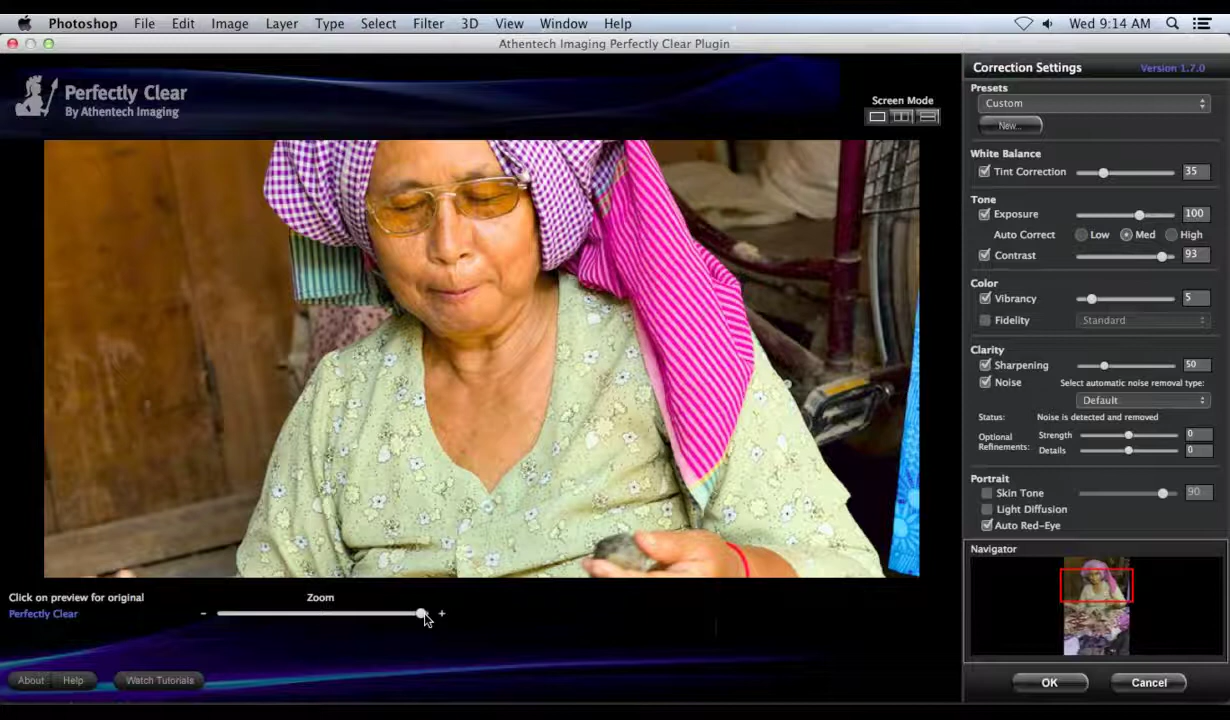 Photoshop File Edit Image Layer Type Select Filter 3D View Window Help Wed 9:14 AM
Athentech Imaging Perfectly Clear Plugin
Perfectly Clear
By Athentech Imaging
Screen Mode
Correction Settings Version 1.7.0
Presets
Custom
New...
White Balance
Tint Correction 35
Tone
Exposure 100
Auto Correct Low Med High
Contrast 93
Color
Vibrancy 5
Fidelity Standard
Clarity
Sharpening 50
Noise Select automatic noise removal type:
Default
Status: Noise is detected and removed
Optional Refinements: Strength 0
Details 0
Portrait
Skin Tone 90
Light Diffusion
Auto Red-Eye
Navigator
Click on preview for original Zoom
Perfectly Clear - +
About Help Watch Tutorials
OK Cancel